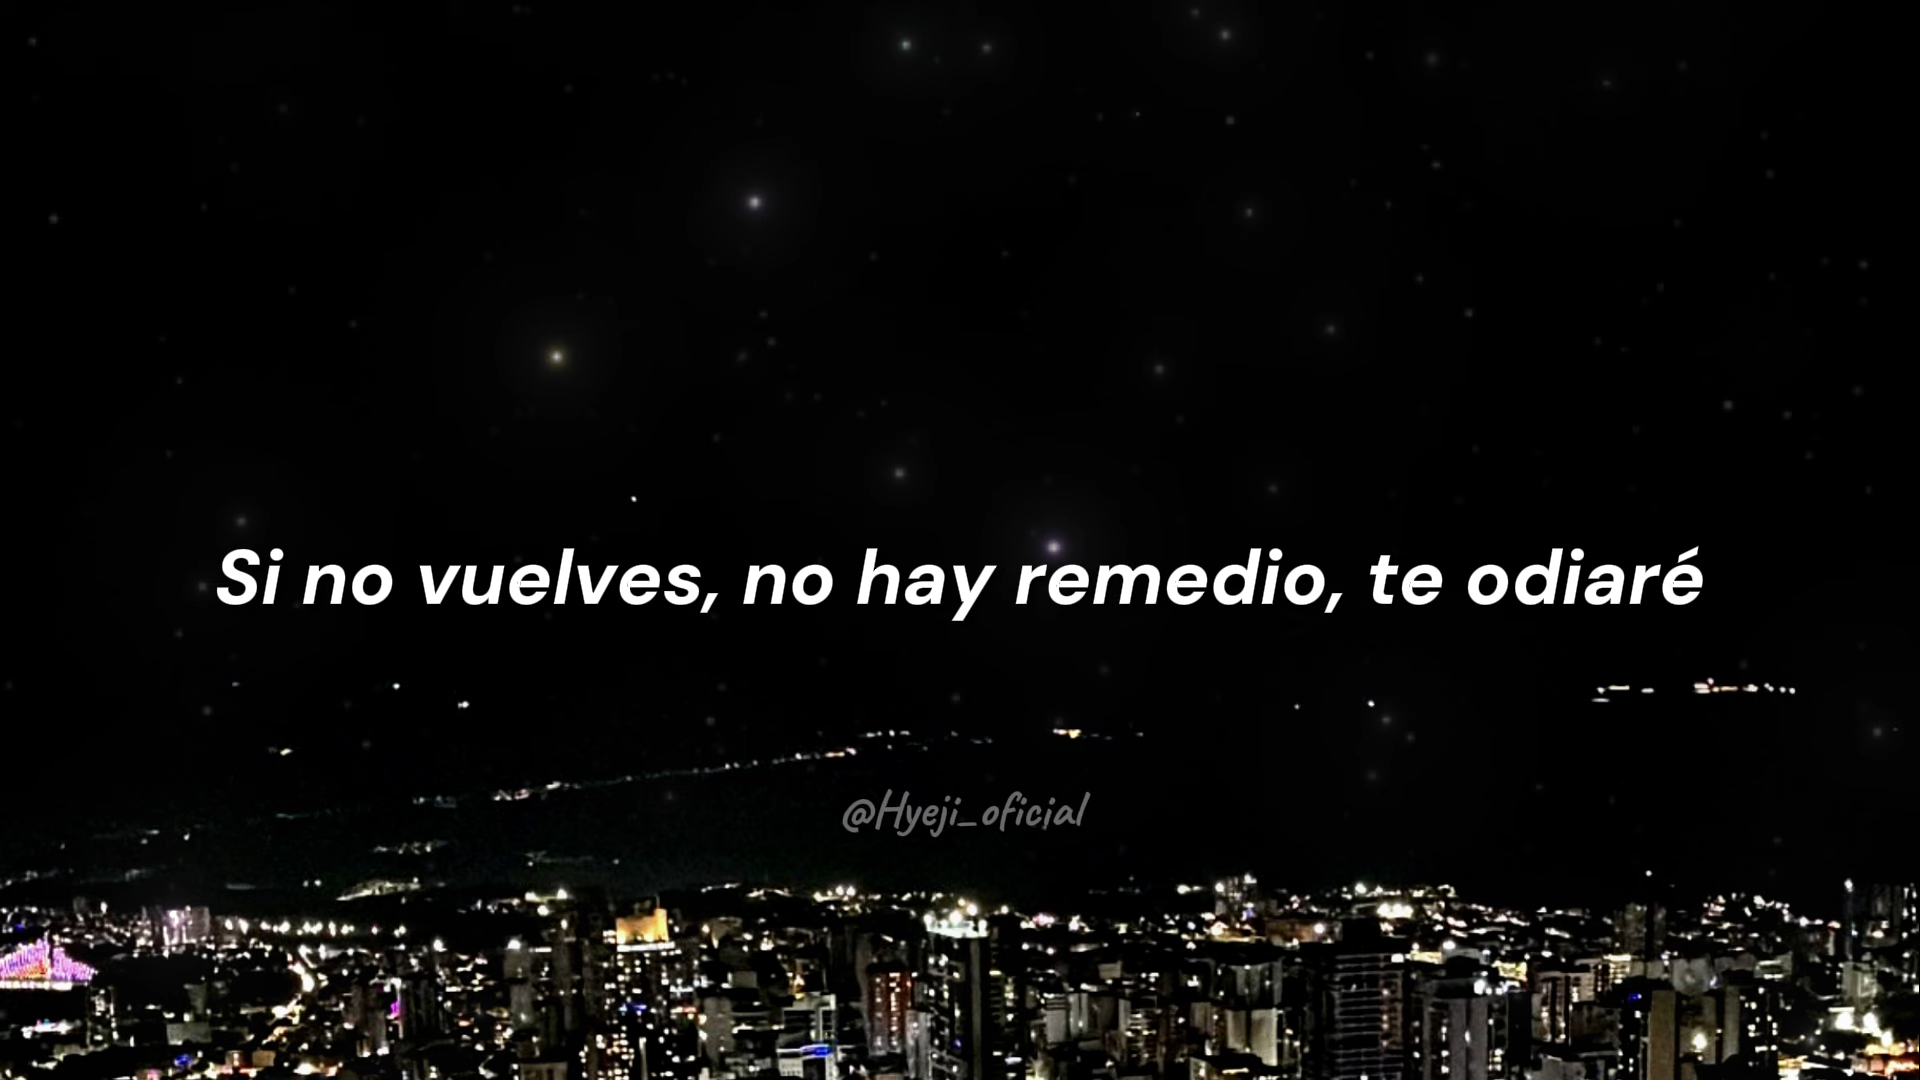 Si no vuelves, no hay remedio, te odiaré
@Hyeji_oficial